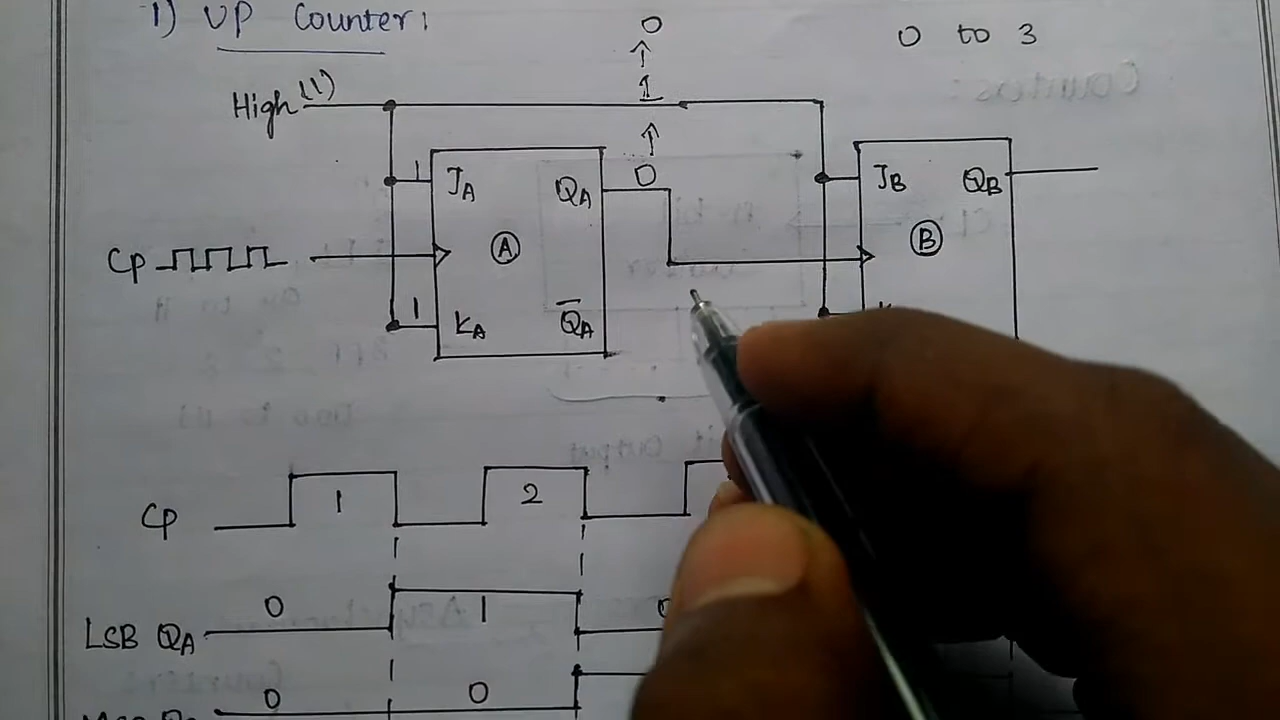 1) UP Counter:
0
↑
1
↑
0
0 to 3
High (1)
1 JA QA
JB QB
Cp
A
B
1 KA Q̅A
Cp 1 2
LSB QA 0 1
0 0